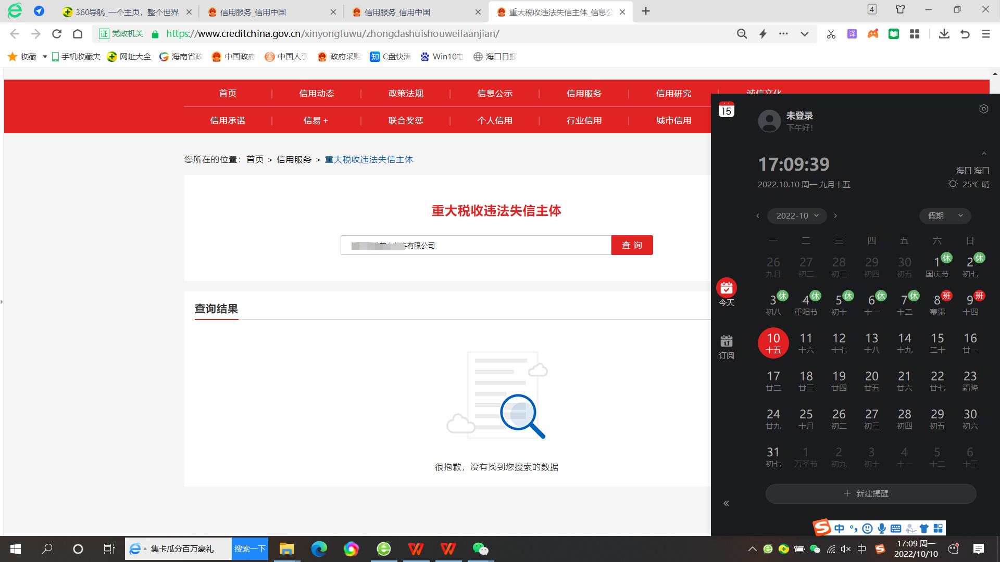 360导航_一个主页，整个世界
信用服务_信用中国
信用服务_信用中国
重大税收违法失信主体_信息公
4
证 党政机关 https://www.creditchina.gov.cn/xinyongfuwu/zhongdashuishouweifaanjian/
译
收藏 手机收藏夹 网址大全 海南省政 中国政府 中国人事 政府采购 知 C盘快满 Win10电 海口日报
首页 | 信用动态 | 政策法规 | 信息公示 | 信用服务 | 信用研究 | 诚信文化
信用承诺 | 信易+ | 联合奖惩 | 个人信用 | 行业信用 | 城市信用
您所在的位置：首页 > 信用服务 > 重大税收违法失信主体
重大税收违法失信主体
有限公司
查 询
查询结果
很抱歉，没有找到您搜索的数据
15
未登录
下午好！
17:09:39
海口 海口
2022.10.10 周一 九月十五
25℃ 晴
2022-10
假期
一 二 三 四 五 六 日
26 27 28 29 30 1 休 2 休
九月 初二 初三 初四 初五 国庆节 初七
3 休 4 休 5 休 6 休 7 休 8 班 9 班
初八 重阳节 初十 十一 十二 寒露 十四
今天
10 11 12 13 14 15 16
十五 十六 十七 十八 十九 二十 廿一
订阅
17 18 19 20 21 22 23
廿二 廿三 廿四 廿五 廿六 廿七 霜降
24 25 26 27 28 29 30
廿九 十月 初二 初三 初四 初五 初六
31 1 2 3 4 5 6
初七 万圣节 初九 初十 十一 十二 十三
+ 新建提醒
S 中
集卡瓜分百万豪礼 搜索一下
中 S
17:09 周一
2022/10/10